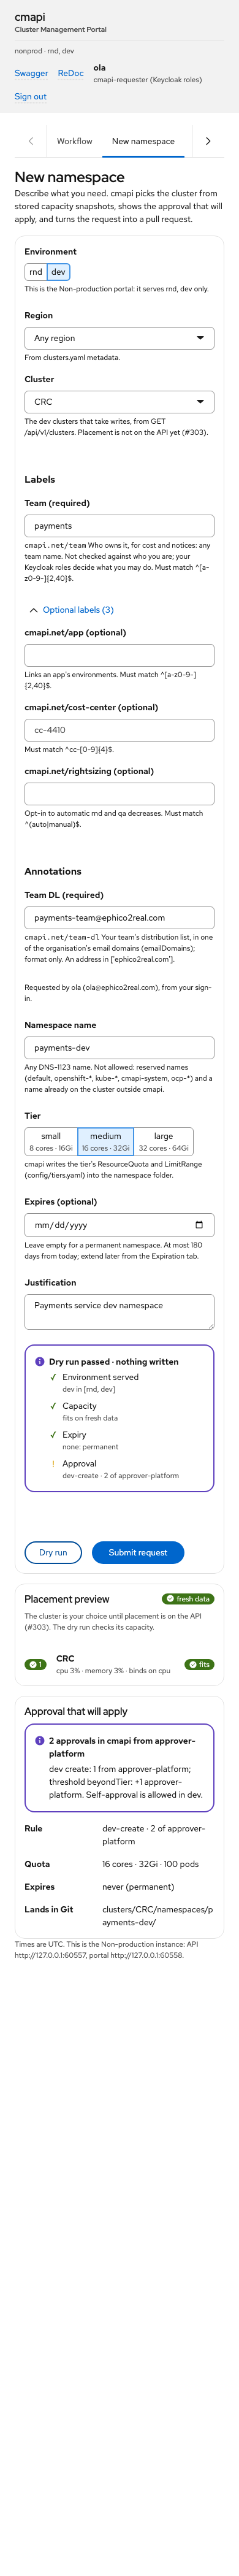 cmapi
Cluster Management Portal
nonprod · rnd, dev
Swagger
ReDoc
ola
cmapi-requester (Keycloak roles)
Sign out
Workflow
New namespace
New namespace
Describe what you need. cmapi picks the cluster from
stored capacity snapshots, shows the approval that will
apply, and turns the request into a pull request.
Environment
rnd
dev
This is the Non-production portal: it serves rnd, dev only.
Region
Any region
From clusters.yaml metadata.
Cluster
CRC
The dev clusters that take writes, from GET
/api/v1/clusters. Placement is not on the API yet (#303).
Labels
Team (required)
payments
cmapi.net/team Who owns it, for cost and notices: any
team name. Not checked against who you are; your
Keycloak roles decide what you may do. Must match ^[a-
z0-9-]{2,40}$.
Optional labels (3)
cmapi.net/app (optional)
Links an app's environments. Must match ^[a-z0-9-]
{2,40}$.
cmapi.net/cost-center (optional)
cc-4410
Must match ^cc-[0-9]{4}$.
cmapi.net/rightsizing (optional)
Opt-in to automatic rnd and qa decreases. Must match
^(auto|manual)$.
Annotations
Team DL (required)
payments-team@ephico2real.com
cmapi.net/team-dl Your team's distribution list, in one
of the organisation's email domains (emailDomains);
format only. An address in ['ephico2real.com'].
Requested by ola (ola@ephico2real.com), from your sign-
in.
Namespace name
payments-dev
Any DNS-1123 name. Not allowed: reserved names
(default, openshift-*, kube-*, cmapi-system, ocp-*) and a
name already on the cluster outside cmapi.
Tier
small
8 cores · 16Gi
medium
16 cores · 32Gi
large
32 cores · 64Gi
cmapi writes the tier's ResourceQuota and LimitRange
(config/tiers.yaml) into the namespace folder.
Expires (optional)
mm/dd/yyyy
Leave empty for a permanent namespace. At most 180
days from today; extend later from the Expiration tab.
Justification
Payments service dev namespace
Dry run passed · nothing written
Environment served
dev in [rnd, dev]
Capacity
fits on fresh data
Expiry
none: permanent
Approval
dev-create · 2 of approver-platform
Dry run
Submit request
Placement preview
fresh data
The cluster is your choice until placement is on the API
(#303). The dry run checks its capacity.
1
CRC
cpu 3% · memory 3% · binds on cpu
fits
Approval that will apply
2 approvals in cmapi from approver-
platform
dev create: 1 from approver-platform;
threshold beyondTier: +1 approver-
platform. Self-approval is allowed in dev.
Rule
dev-create · 2 of approver-
platform
Quota
16 cores · 32Gi · 100 pods
Expires
never (permanent)
Lands in Git
clusters/CRC/namespaces/p
ayments-dev/
Times are UTC. This is the Non-production instance: API
http://127.0.0.1:60557, portal http://127.0.0.1:60558.